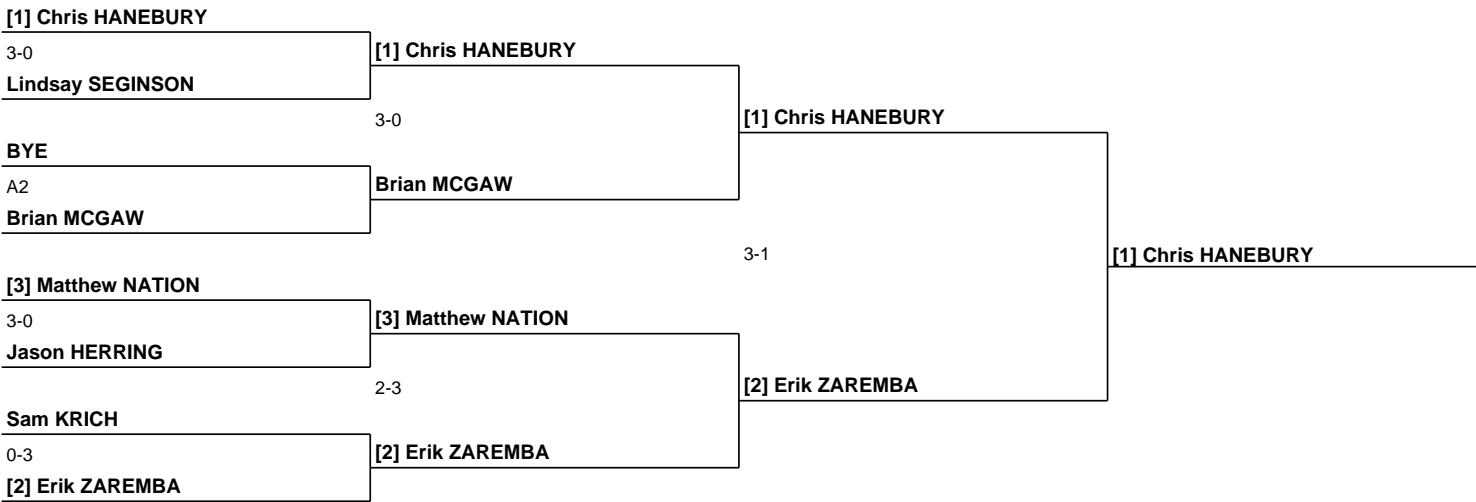 [1] Chris HANEBURY
3-0
[1] Chris HANEBURY
Lindsay SEGINSON
3-0
[1] Chris HANEBURY
BYE
A2
Brian MCGAW
Brian MCGAW
3-1
[1] Chris HANEBURY
[3] Matthew NATION
3-0
[3] Matthew NATION
Jason HERRING
2-3
[2] Erik ZAREMBA
Sam KRICH
0-3
[2] Erik ZAREMBA
[2] Erik ZAREMBA